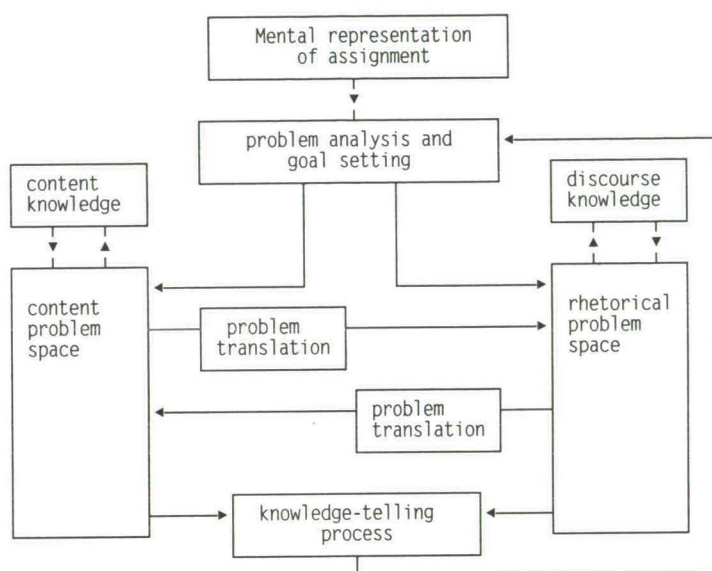 Mental representation
of assignment
problem analysis and
goal setting
content
knowledge
discourse
knowledge
content
problem
space
problem
translation
rhetorical
problem
space
problem
translation
knowledge-telling
process